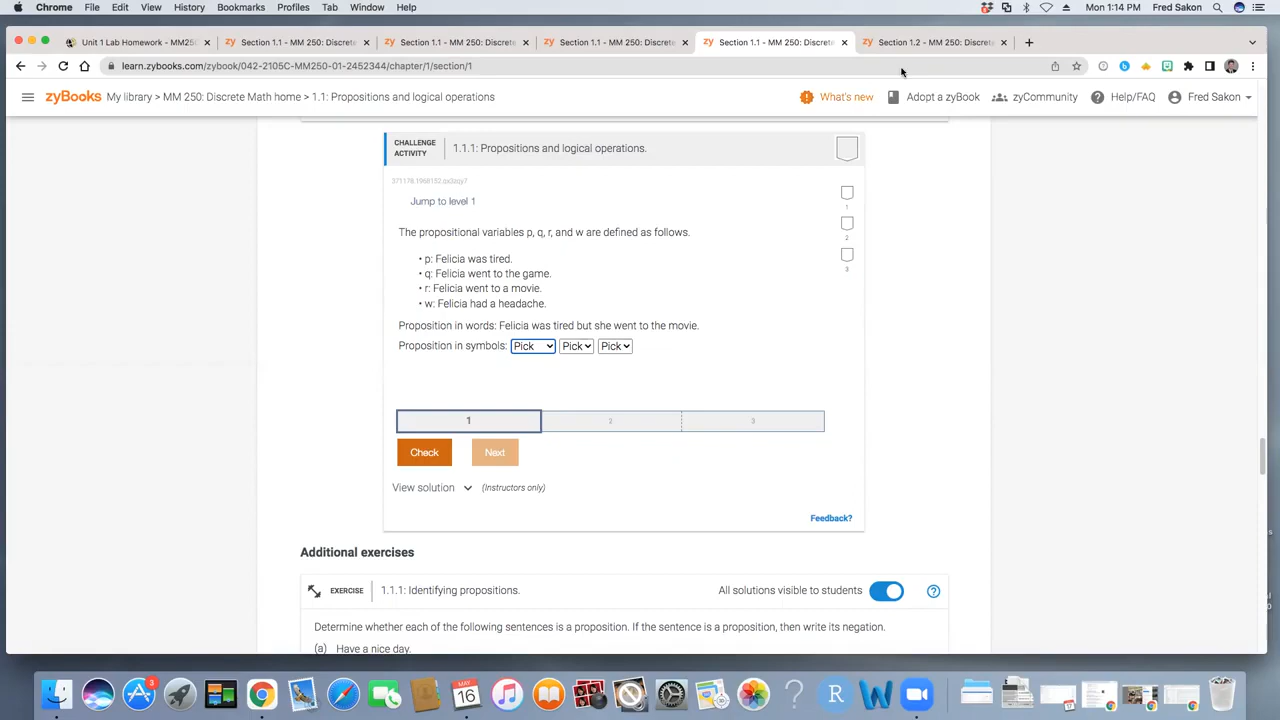 Chrome File Edit View History Bookmarks Profiles Tab Window Help Mon 1:14 PM Fred Sakon
Unit 1 Lab Homework - MM250 Section 1.1 - MM 250: Discrete Section 1.1 - MM 250: Discrete Section 1.1 - MM 250: Discrete Section 1.1 - MM 250: Discrete Section 1.2 - MM 250: Discrete
learn.zybooks.com/zybook/042-2105C-MM250-01-2452344/chapter/1/section/1
zyBooks My library > MM 250: Discrete Math home > 1.1: Propositions and logical operations What's new Adopt a zyBook zyCommunity Help/FAQ Fred Sakon
CHALLENGE
ACTIVITY
1.1.1: Propositions and logical operations.
Jump to level 1
1
2
3
The propositional variables p, q, r, and w are defined as follows.
• p: Felicia was tired.
• q: Felicia went to the game.
• r: Felicia went to a movie.
• w: Felicia had a headache.
Proposition in words: Felicia was tired but she went to the movie.
Proposition in symbols: Pick Pick Pick
1 2 3
Check Next
View solution (Instructors only)
Feedback?
Additional exercises
EXERCISE 1.1.1: Identifying propositions. All solutions visible to students
Determine whether each of the following sentences is a proposition. If the sentence is a proposition, then write its negation.
(a) Have a nice day.
3 MAY 16 R W